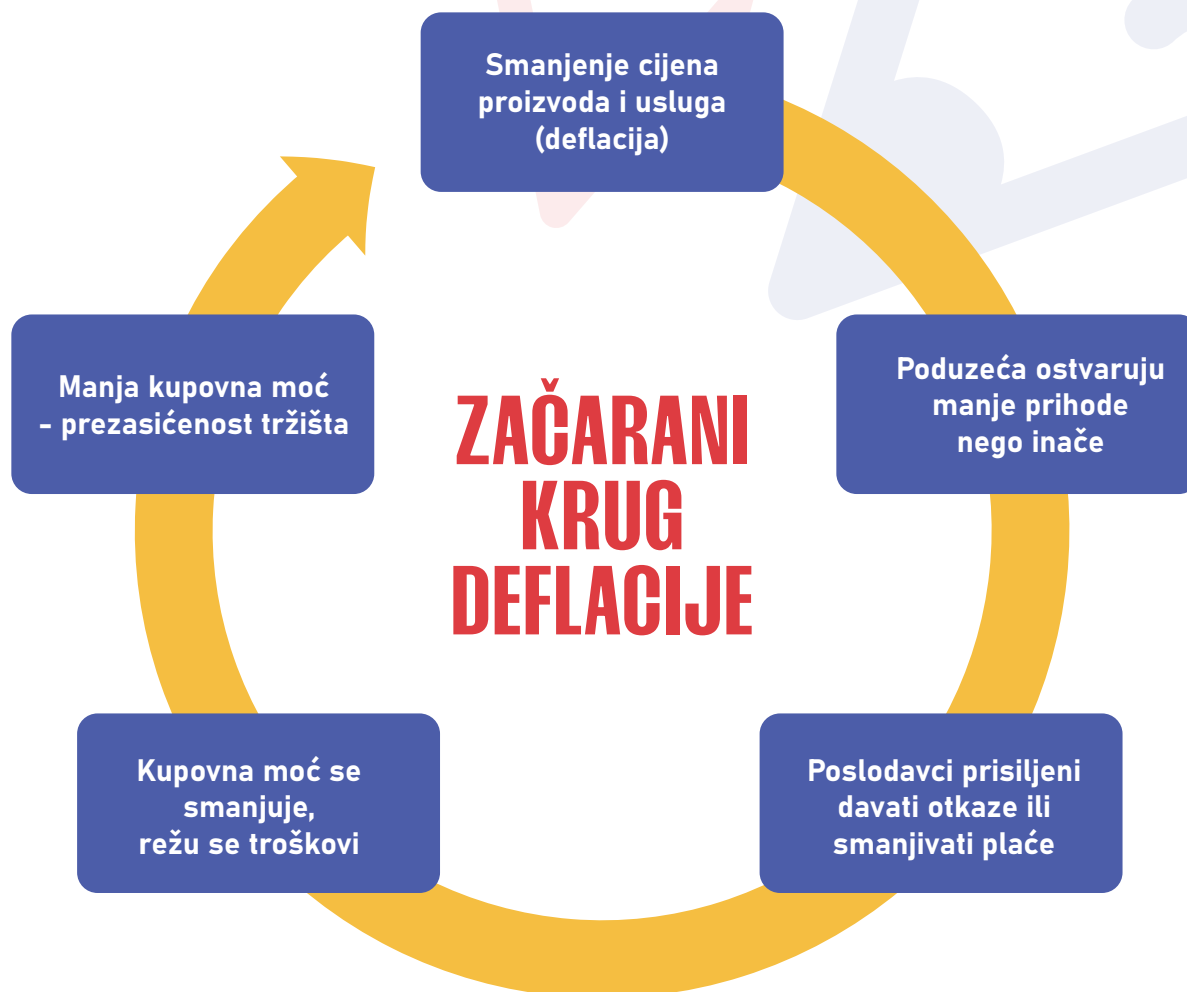 Smanjenje cijena
proizvoda i usluga
(deflacija)
Poduzeća ostvaruju
manje prihode
nego inače
Poslodavci prisiljeni
davati otkaze ili
smanjivati plaće
Kupovna moć se
smanjuje,
režu se troškovi
Manja kupovna moć
- prezasićenost tržišta
ZAČARANI
KRUG
DEFLACIJE